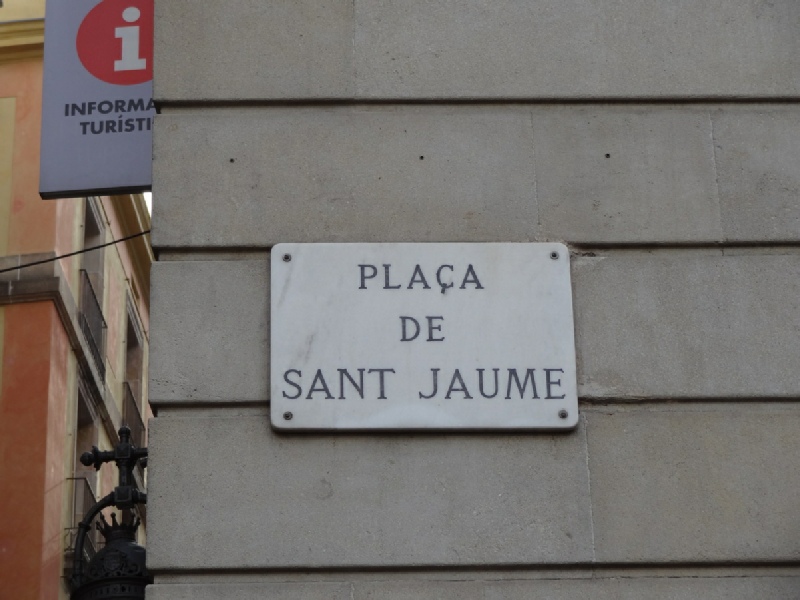 i
INFORMA
TURÍSTI
PLAÇA
DE
SANT JAUME